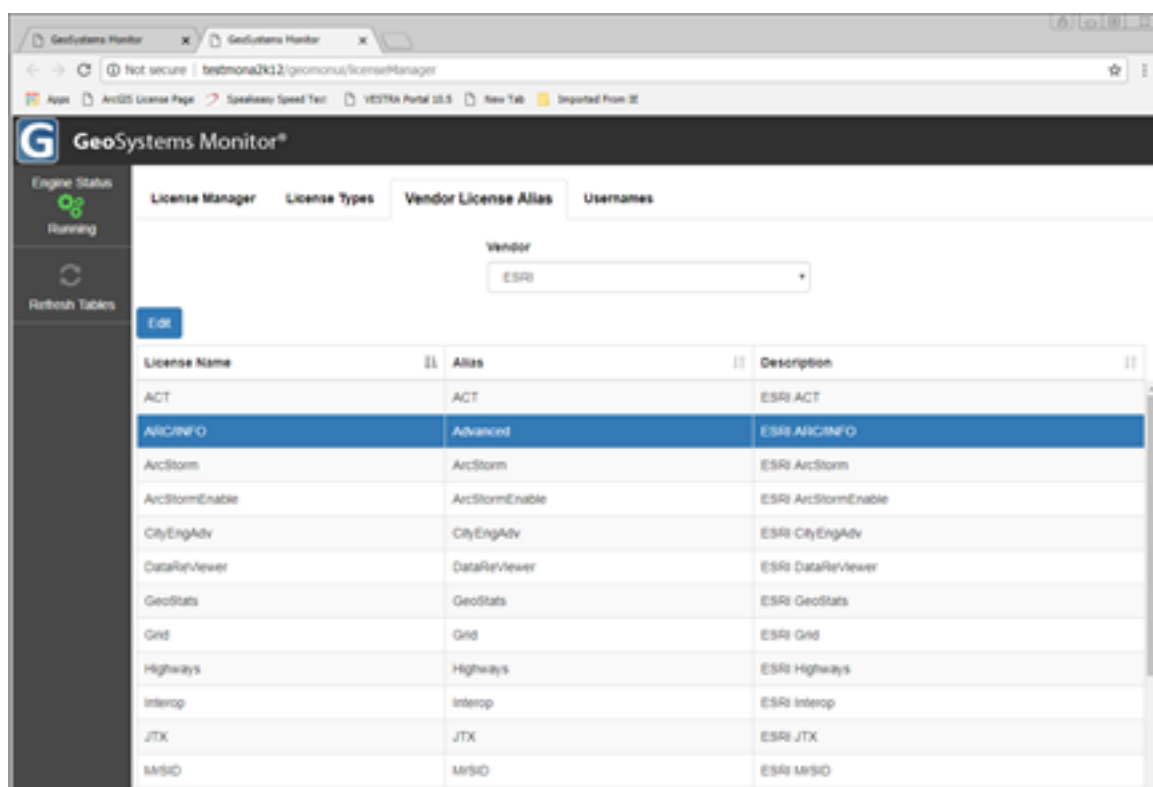 GeoSystems Monitor
GeoSystems Monitor
Not secure | testmona2k12/geomonui/licenseManager
Apps ArcGIS License Page Speakeasy Speed Test VESTRA Portal 10.5 New Tab Imported From IE
G GeoSystems Monitor®
Engine Status
Running
Refresh Tables
License Manager License Types Vendor License Alias Usernames
Vendor
ESRI
Edit
License Name Alias Description
ACT ACT ESRI ACT
ARC/INFO Advanced ESRI ARC/INFO
ArcStorm ArcStorm ESRI ArcStorm
ArcStormEnable ArcStormEnable ESRI ArcStormEnable
CityEngAdv CityEngAdv ESRI CityEngAdv
DataReViewer DataReViewer ESRI DataReViewer
GeoStats GeoStats ESRI GeoStats
Grid Grid ESRI Grid
Highways Highways ESRI Highways
Interop Interop ESRI Interop
JTX JTX ESRI JTX
MrSID MrSID ESRI MrSID